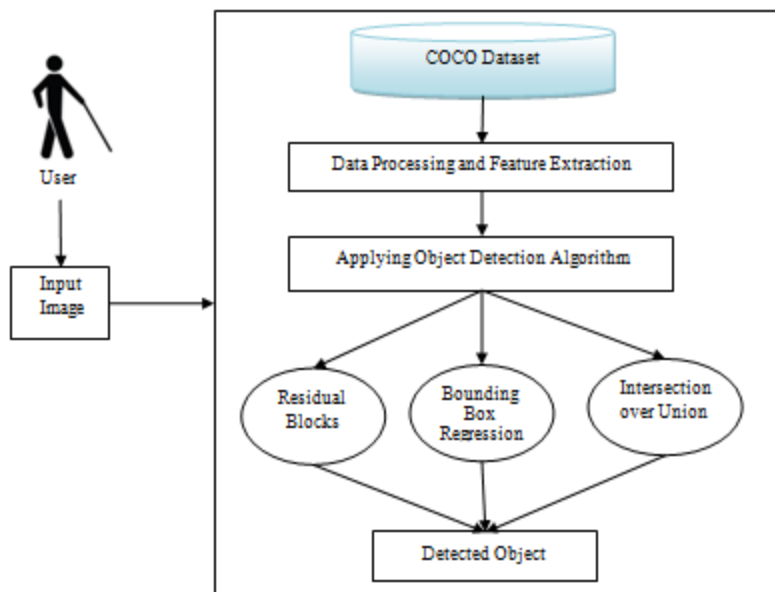 COCO Dataset
User
Data Processing and Feature Extraction
Applying Object Detection Algorithm
Input
Image
Residual
Blocks
Bounding
Box
Regression
Intersection
over Union
Detected Object